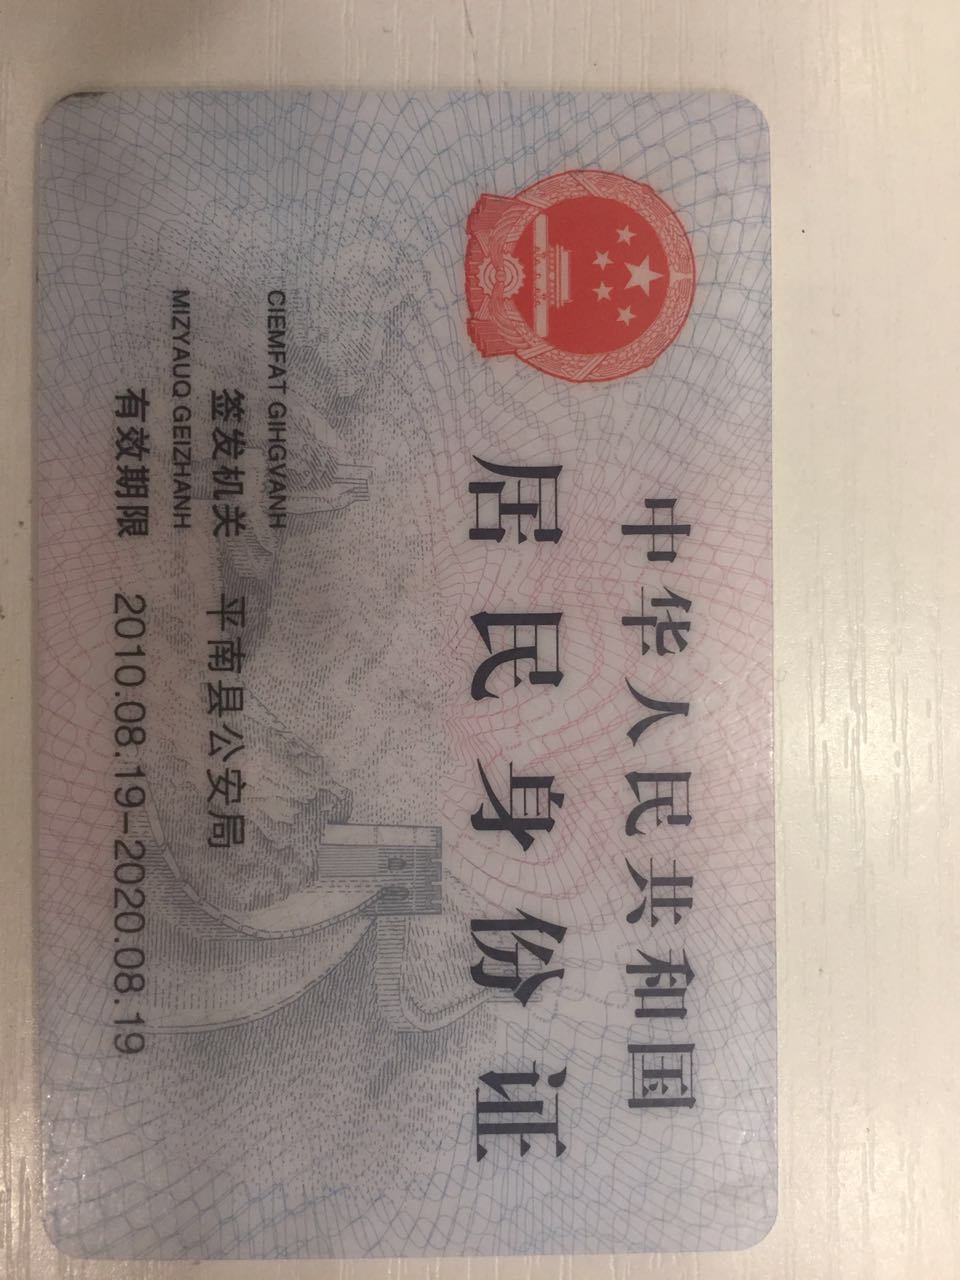 中华人民共和国
居民身份证
CIEMFAT GIHGVANH
签发机关 平南县公安局
MIZYAUQ GEIZHANH
有效期限 2010.08.19-2020.08.19